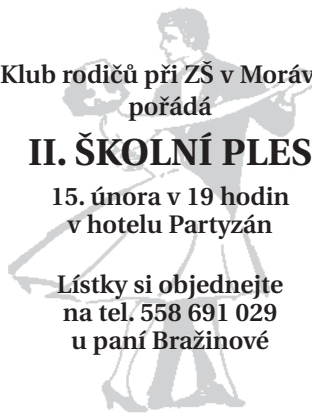 Klub rodičů při ZŠ v Moráv
pořádá
II. ŠKOLNÍ PLES
15. února v 19 hodin
v hotelu Partyzán
Lístky si objednejte
na tel. 558 691 029
u paní Bražinové